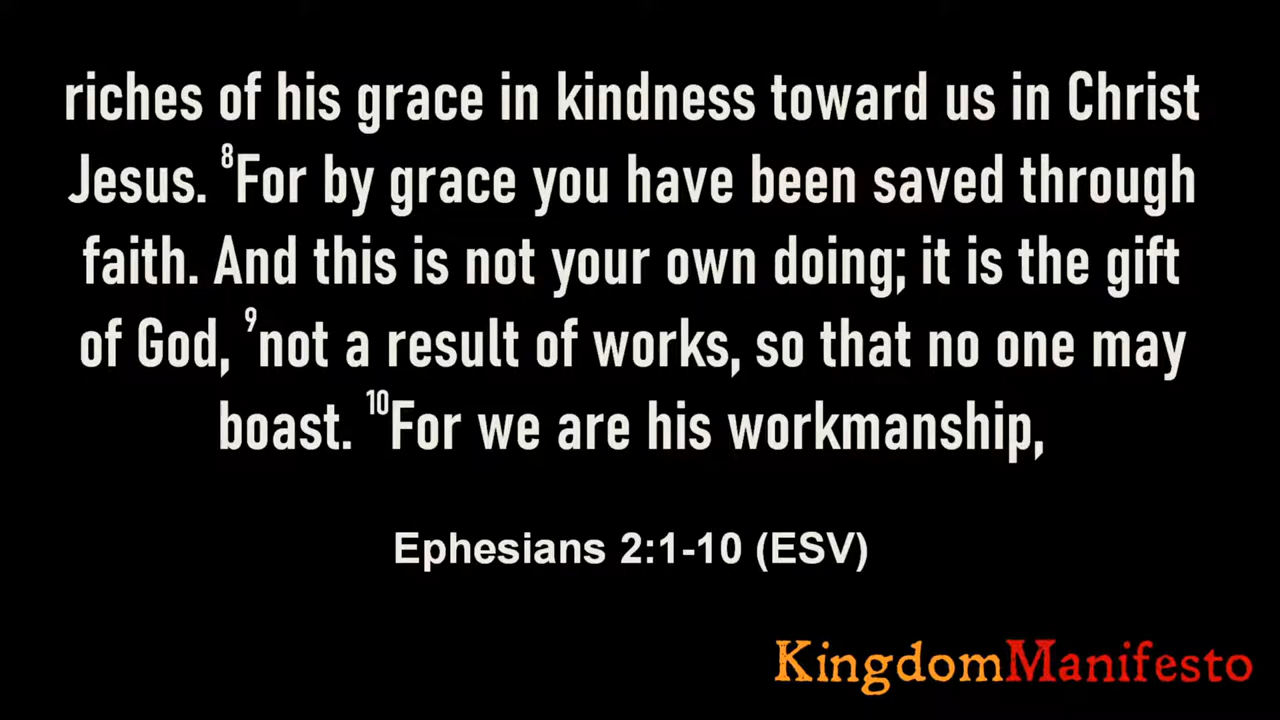 riches of his grace in kindness toward us in Christ
Jesus. 8For by grace you have been saved through
faith. And this is not your own doing; it is the gift
of God, 9not a result of works, so that no one may
boast. 10For we are his workmanship,
Ephesians 2:1-10 (ESV)
KingdomManifesto